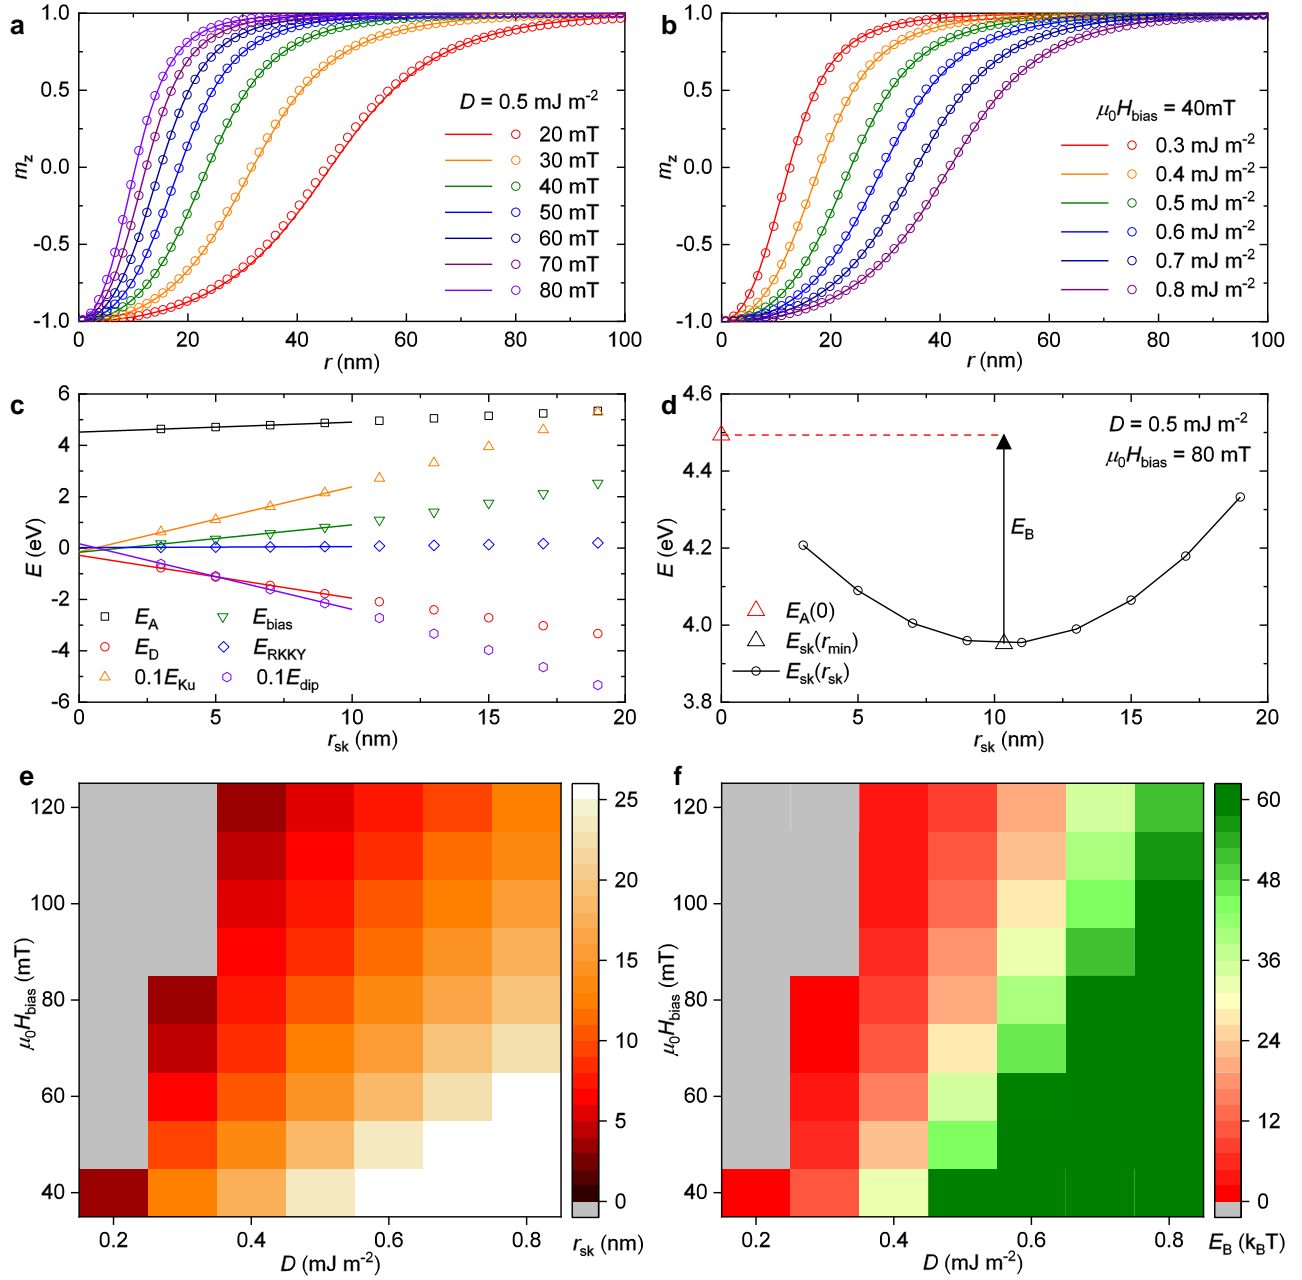 a
1.0
0.5
0.0
-0.5
-1.0
m_z
D = 0.5 mJ m⁻²
20 mT
30 mT
40 mT
50 mT
60 mT
70 mT
80 mT
0 20 40 60 80 100
r (nm)
b
1.0
0.5
0.0
-0.5
-1.0
m_z
μ₀H_bias = 40mT
0.3 mJ m⁻²
0.4 mJ m⁻²
0.5 mJ m⁻²
0.6 mJ m⁻²
0.7 mJ m⁻²
0.8 mJ m⁻²
0 20 40 60 80 100
r (nm)
c
6
4
2
0
-2
-4
-6
E (eV)
E_A E_bias
E_D E_RKKY
0.1E_Ku 0.1E_dip
0 5 10 15 20
r_sk (nm)
d
4.6
4.4
4.2
4.0
3.8
E (eV)
D = 0.5 mJ m⁻²
μ₀H_bias = 80 mT
E_B
E_A(0)
E_sk(r_min)
E_sk(r_sk)
0 5 10 15 20
r_sk (nm)
e
120
100
80
60
40
μ₀H_bias (mT)
0.2 0.4 0.6 0.8
D (mJ m⁻²)
25
20
15
10
5
0
r_sk (nm)
f
120
100
80
60
40
μ₀H_bias (mT)
0.2 0.4 0.6 0.8
D (mJ m⁻²)
60
48
36
24
12
0
E_B (k_BT)